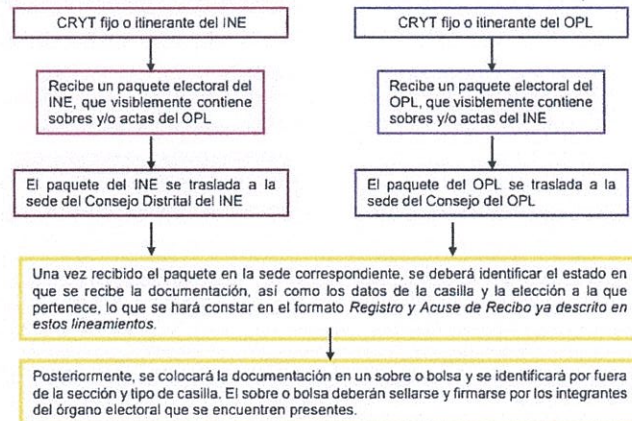 CRYT fijo o itinerante del INE
CRYT fijo o itinerante del OPL
Recibe un paquete electoral del
INE, que visiblemente contiene
sobres y/o actas del OPL
Recibe un paquete electoral del
OPL, que visiblemente contiene
sobres y/o actas del INE
El paquete del INE se traslada a la
sede del Consejo Distrital del INE
El paquete del OPL se traslada a la
sede del Consejo del OPL
Una vez recibido el paquete en la sede correspondiente, se deberá identificar el estado en
que se recibe la documentación, así como los datos de la casilla y la elección a la que
pertenece, lo que se hará constar en el formato Registro y Acuse de Recibo ya descrito en
estos lineamientos.
Posteriormente, se colocará la documentación en un sobre o bolsa y se identificará por fuera
de la sección y tipo de casilla. El sobre o bolsa deberán sellarse y firmarse por los integrantes
del órgano electoral que se encuentren presentes.